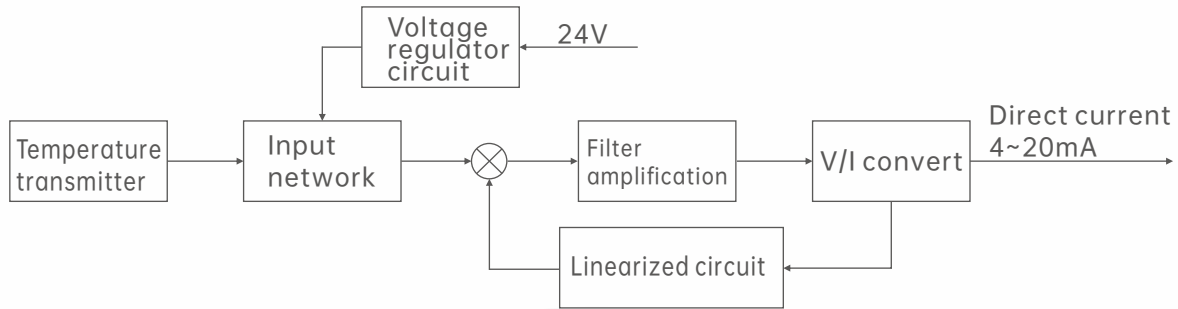 Voltage
regulator
circuit
24V
Temperature
transmitter
Input
network
Filter
amplification
V/I convert
Direct current
4~20mA
Linearized circuit